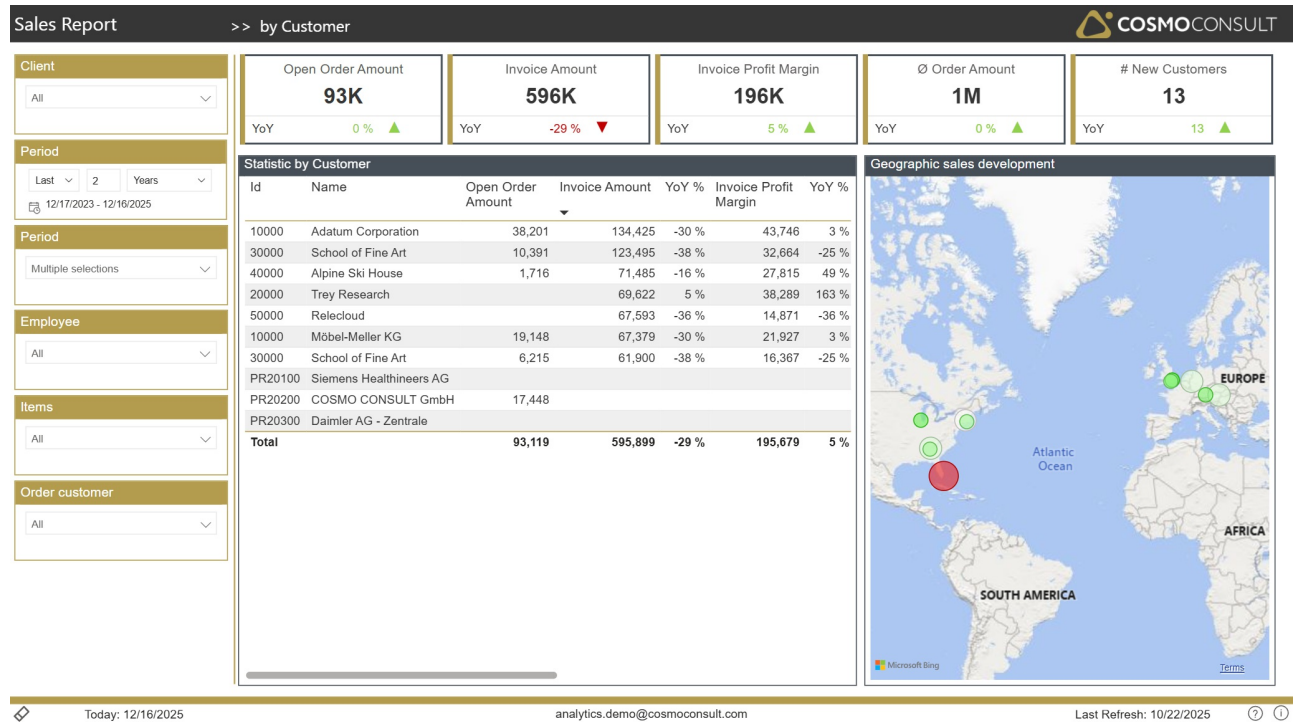 Sales Report
>> by Customer
COSMOCONSULT
Client
All
Period
Last 2 Years
12/17/2023 - 12/16/2025
Period
Multiple selections
Employee
All
Items
All
Order customer
All
Open Order Amount
93K
YoY 0 %
Invoice Amount
596K
YoY -29 %
Invoice Profit Margin
196K
YoY 5 %
Ø Order Amount
1M
YoY 0 %
# New Customers
13
YoY 13
Statistic by Customer
Id Name Open Order Invoice Amount YoY % Invoice Profit YoY %
Amount Margin
10000 Adatum Corporation 38,201 134,425 -30 % 43,746 3 %
30000 School of Fine Art 10,391 123,495 -38 % 32,664 -25 %
40000 Alpine Ski House 1,716 71,485 -16 % 27,815 49 %
20000 Trey Research 69,622 5 % 38,289 163 %
50000 Relecloud 67,593 -36 % 14,871 -36 %
10000 Möbel-Meller KG 19,148 67,379 -30 % 21,927 3 %
30000 School of Fine Art 6,215 61,900 -38 % 16,367 -25 %
PR20100 Siemens Healthineers AG
PR20200 COSMO CONSULT GmbH 17,448
PR20300 Daimler AG - Zentrale
Total 93,119 595,899 -29 % 195,679 5 %
Geographic sales development
EUROPE
Atlantic
Ocean
AFRICA
SOUTH AMERICA
Microsoft Bing
Terms
Today: 12/16/2025
analytics.demo@cosmoconsult.com
Last Refresh: 10/22/2025